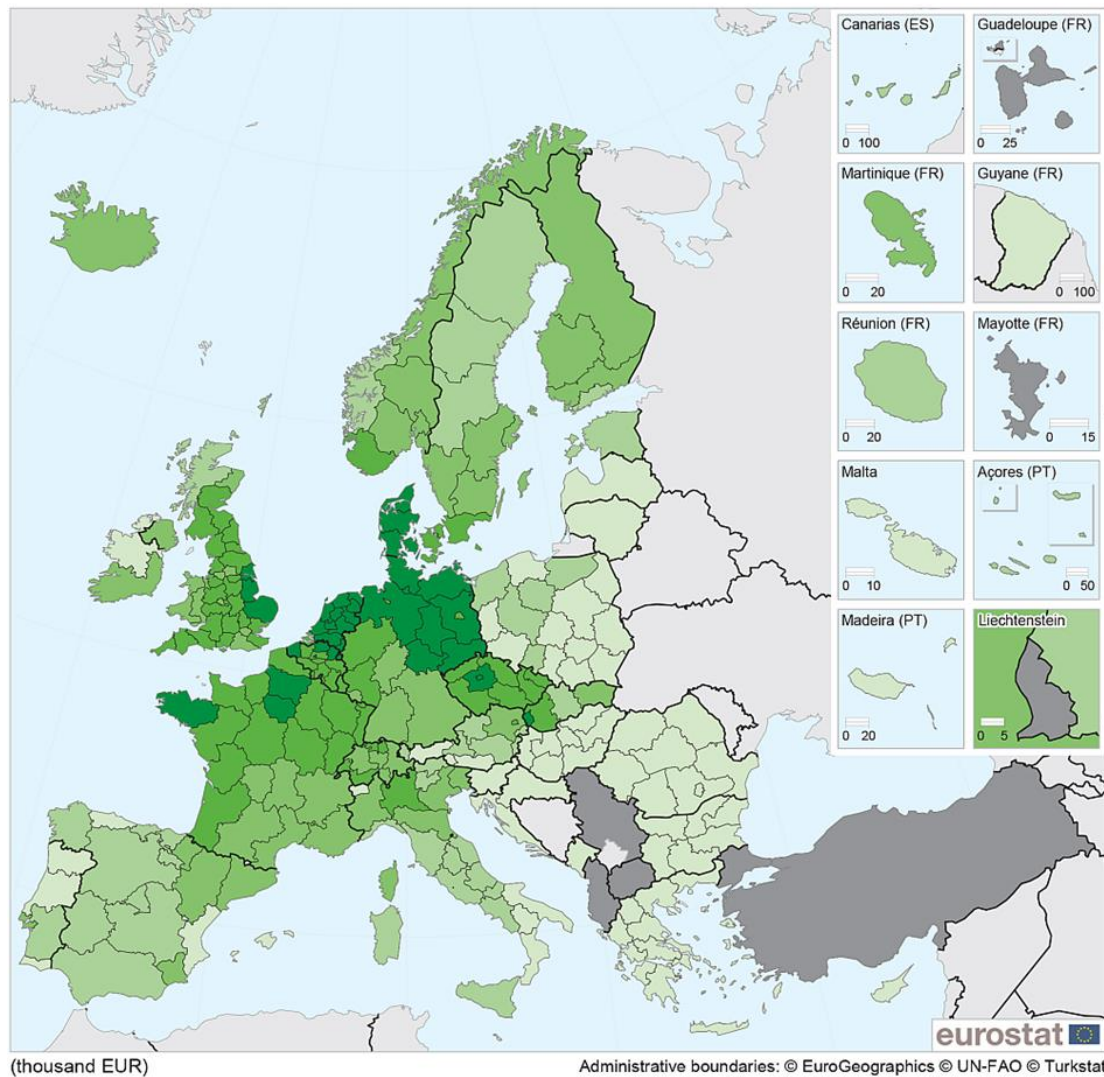 Canarias (ES)
0 100
Guadeloupe (FR)
0 25
Martinique (FR)
0 20
Guyane (FR)
0 100
Réunion (FR)
0 20
Mayotte (FR)
0 15
Malta
0 10
Açores (PT)
0 50
Madeira (PT)
0 20
Liechtenstein
0 5
eurostat
(thousand EUR)
Administrative boundaries: © EuroGeographics © UN-FAO © Turkstat